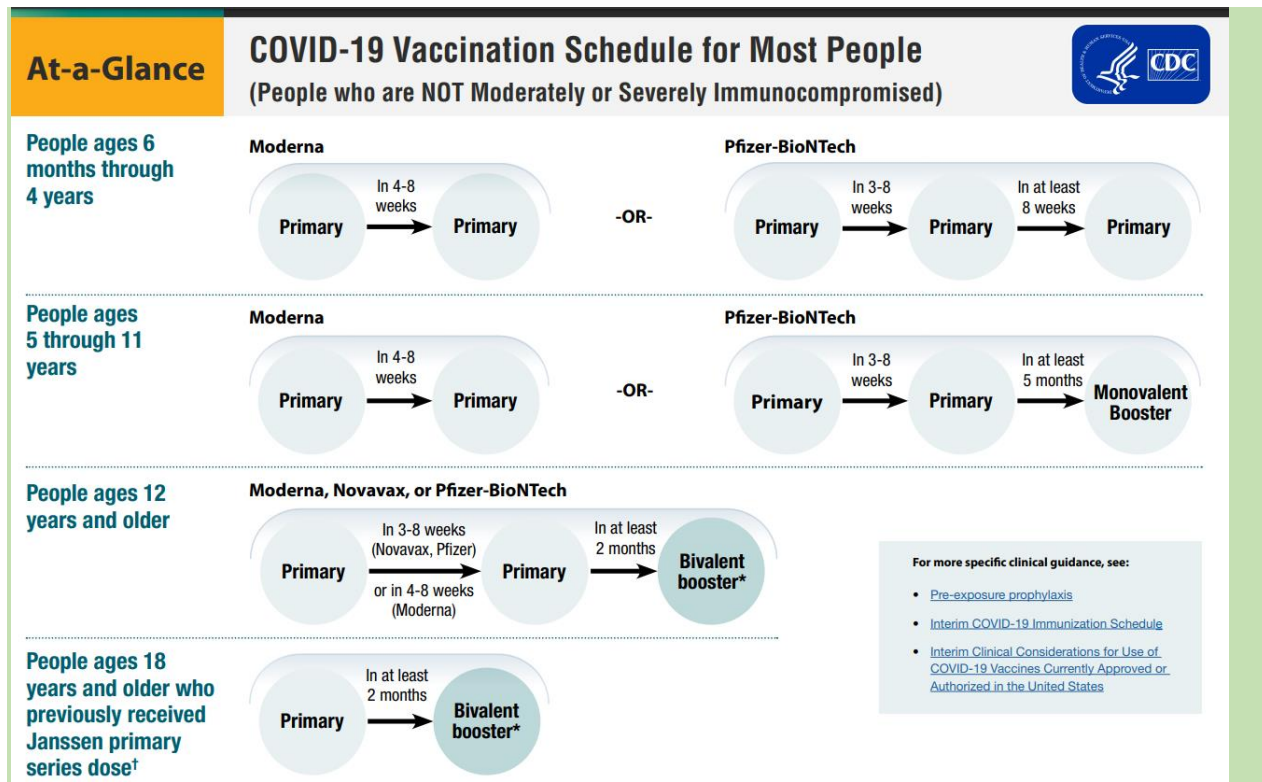 At-a-Glance
COVID-19 Vaccination Schedule for Most People
(People who are NOT Moderately or Severely Immunocompromised)
CDC
People ages 6
months through
4 years
Moderna
Primary
In 4-8
weeks
Primary
-OR-
Pfizer-BioNTech
Primary
In 3-8
weeks
Primary
In at least
8 weeks
Primary
People ages
5 through 11
years
Moderna
Primary
In 4-8
weeks
Primary
-OR-
Pfizer-BioNTech
Primary
In 3-8
weeks
Primary
In at least
5 months
Monovalent
Booster
People ages 12
years and older
Moderna, Novavax, or Pfizer-BioNTech
Primary
In 3-8 weeks
(Novavax, Pfizer)
or in 4-8 weeks
(Moderna)
Primary
In at least
2 months
Bivalent
booster*
People ages 18
years and older who
previously received
Janssen primary
series dose†
Primary
In at least
2 months
Bivalent
booster*
For more specific clinical guidance, see:
• Pre-exposure prophylaxis
• Interim COVID-19 Immunization Schedule
• Interim Clinical Considerations for Use of
COVID-19 Vaccines Currently Approved or
Authorized in the United States